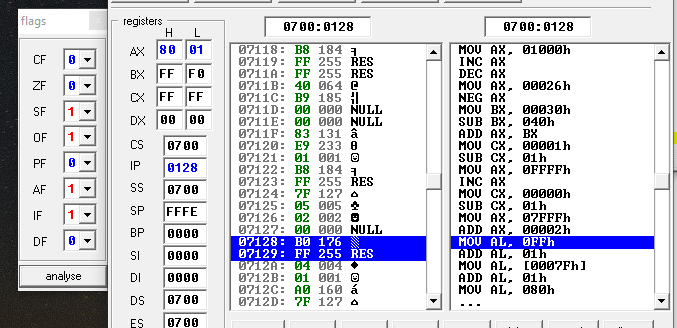 flags
CF 0
ZF 0
SF 1
OF 1
PF 0
AF 1
IF 1
DF 0
analyse
registers
H L
AX 80 01
BX FF F0
CX FF FF
DX 00 00
CS 0700
IP 0128
SS 0700
SP FFFE
BP 0000
SI 0000
DI 0000
DS 0700
ES 0700
0700:0128
07118: B8 184 ╕
07119: FF 255 RES
0711A: FF 255 RES
0711B: 40 064 @
0711C: B9 185 ╣
0711D: 00 000 NULL
0711E: 00 000 NULL
0711F: 83 131 â
07120: E9 233 θ
07121: 01 001 ☺
07122: B8 184 ╕
07123: FF 255 RES
07124: 7F 127 ⌂
07125: 05 005 ♣
07126: 02 002 ☻
07127: 00 000 NULL
07128: B0 176 ░
07129: FF 255 RES
0712A: 04 004 ♦
0712B: 01 001 ☺
0712C: A0 160 á
0712D: 7F 127 ⌂
0700:0128
MOV AX, 01000h
INC AX
DEC AX
MOV AX, 00026h
NEG AX
MOV BX, 00030h
SUB BX, 040h
ADD AX, BX
MOV CX, 00001h
SUB CX, 01h
MOV AX, 0FFFFh
INC AX
MOV CX, 00000h
SUB CX, 01h
MOV AX, 07FFFh
ADD AX, 00002h
MOV AL, 0FFh
ADD AL, 01h
MOV AL, [0007Fh]
ADD AL, 01h
MOV AL, 080h
...